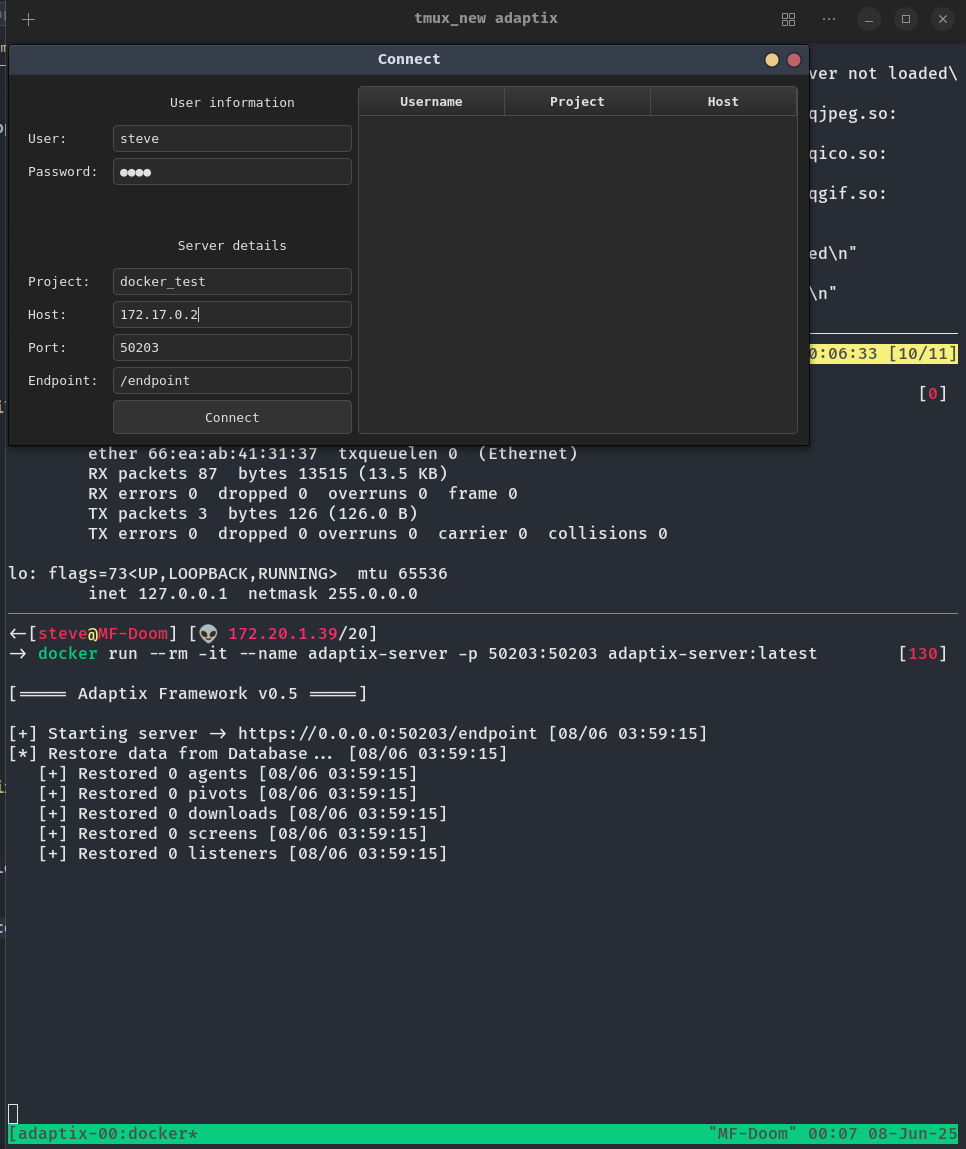 tmux_new adaptix
Connect
ver not loaded\
User information
Username Project Host
qjpeg.so:
User: steve
qico.so:
Password: ●●●●
qgif.so:
Server details
ed\n"
Project: docker_test
\n"
Host: 172.17.0.2
Port: 50203
0:06:33 [10/11]
Endpoint: /endpoint
[0]
Connect
ether 66:ea:ab:41:31:37 txqueuelen 0 (Ethernet)
RX packets 87 bytes 13515 (13.5 KB)
RX errors 0 dropped 0 overruns 0 frame 0
TX packets 3 bytes 126 (126.0 B)
TX errors 0 dropped 0 overruns 0 carrier 0 collisions 0
lo: flags=73<UP,LOOPBACK,RUNNING> mtu 65536
inet 127.0.0.1 netmask 255.0.0.0
←[steve@MF-Doom] [👽 172.20.1.39/20]
→ docker run --rm -it --name adaptix-server -p 50203:50203 adaptix-server:latest [130]
[===== Adaptix Framework v0.5 =====]
[+] Starting server -> https://0.0.0.0:50203/endpoint [08/06 03:59:15]
[*] Restore data from Database... [08/06 03:59:15]
[+] Restored 0 agents [08/06 03:59:15]
[+] Restored 0 pivots [08/06 03:59:15]
[+] Restored 0 downloads [08/06 03:59:15]
[+] Restored 0 screens [08/06 03:59:15]
[+] Restored 0 listeners [08/06 03:59:15]
[adaptix-00:docker* "MF-Doom" 00:07 08-Jun-25